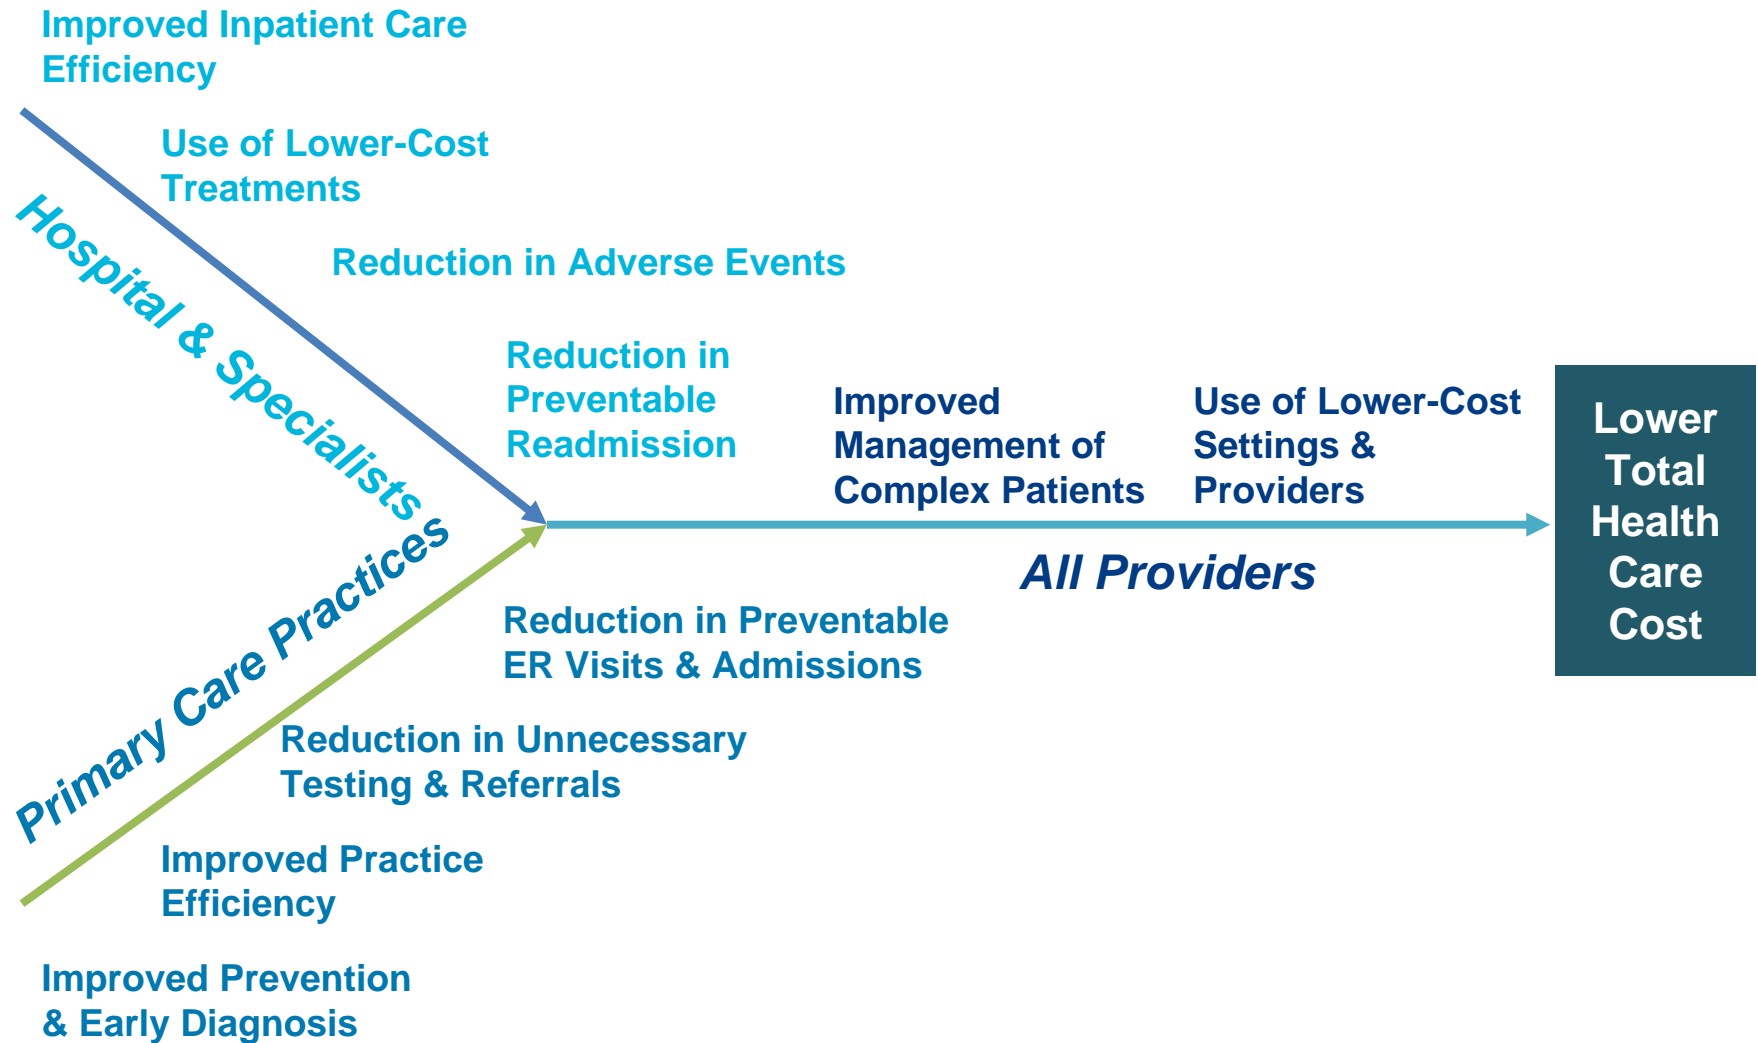 Improved Inpatient Care
Efficiency
Use of Lower-Cost
Treatments
Hospital & Specialists
Reduction in Adverse Events
Reduction in
Preventable
Readmission
Improved
Management of
Complex Patients
Use of Lower-Cost
Settings &
Providers
Lower
Total
Health
Care
Cost
All Providers
Primary Care Practices
Reduction in Preventable
ER Visits & Admissions
Reduction in Unnecessary
Testing & Referrals
Improved Practice
Efficiency
Improved Prevention
& Early Diagnosis